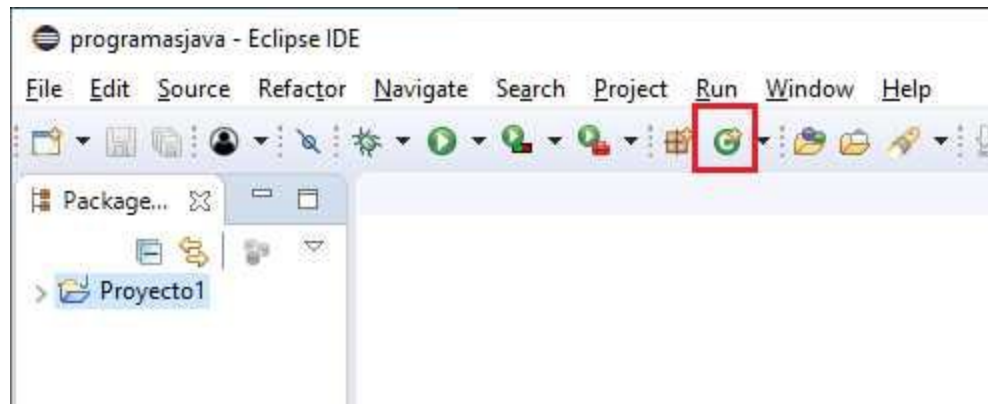 programasjava - Eclipse IDE
File Edit Source Refactor Navigate Search Project Run Window Help
Package...
Proyecto1